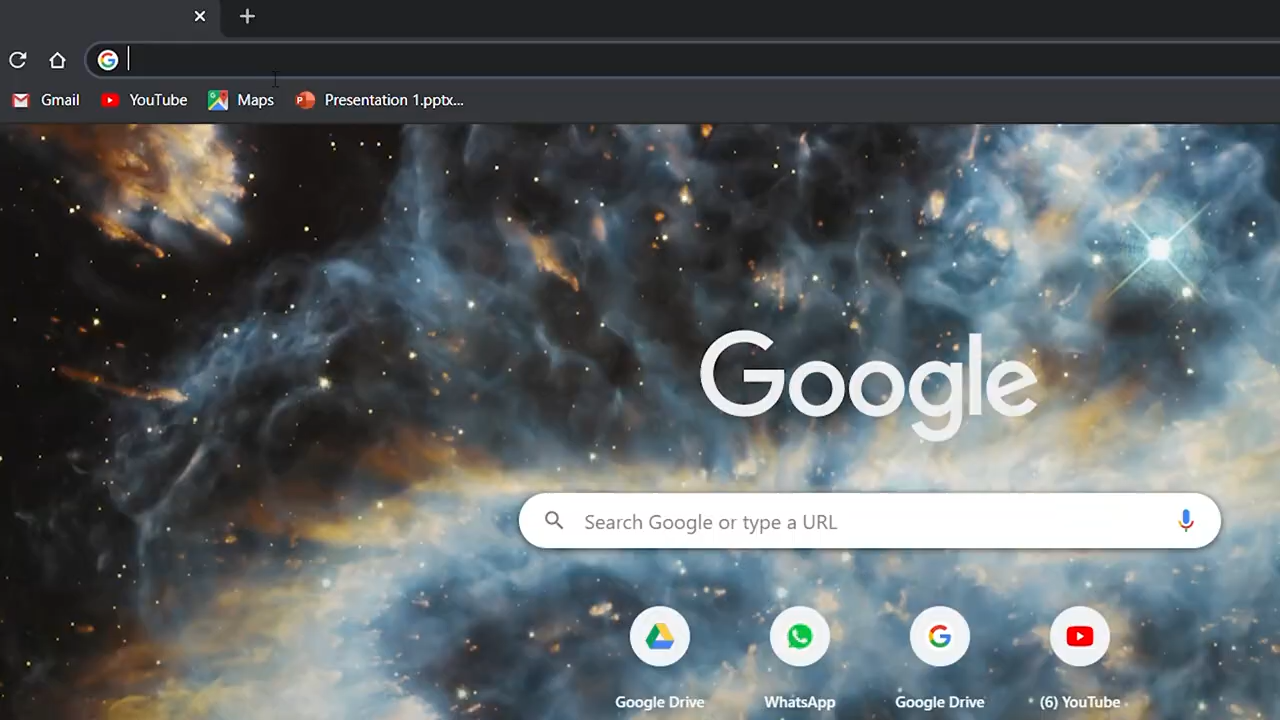 Gmail YouTube Maps Presentation 1.pptx...
Google
Search Google or type a URL
Google Drive WhatsApp Google Drive (6) YouTube